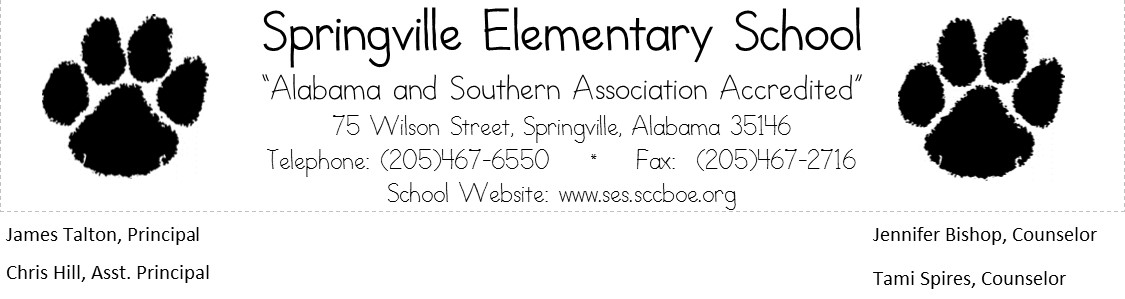 Springville Elementary School
“Alabama and Southern Association Accredited”
75 Wilson Street, Springville, Alabama 35146
Telephone: (205)467-6550 * Fax: (205)467-2716
School Website: www.ses.sccboe.org
James Talton, Principal
Jennifer Bishop, Counselor
Chris Hill, Asst. Principal
Tami Spires, Counselor